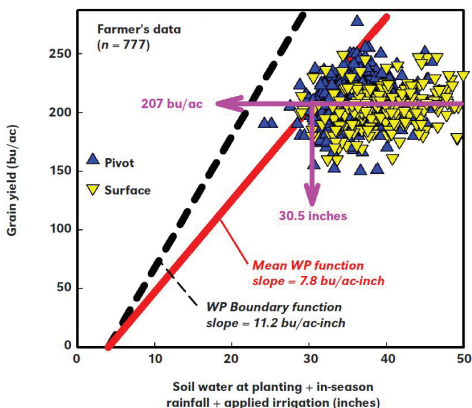 Farmer's data
(n = 777)
250
200
150
100
50
0
Grain yield (bu/ac)
207 bu/ac
Pivot
Surface
30.5 inches
Mean WP function
slope = 7.8 bu/ac-inch
WP Boundary function
slope = 11.2 bu/ac-inch
0 10 20 30 40 50
Soil water at planting + in-season
rainfall + applied irrigation (inches)